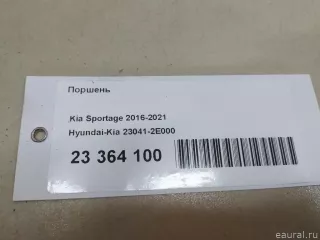 Поршень
Kia Sportage 2016-2021
Hyundai-Kia 23041-2E000
23 364 100
eaural.ru